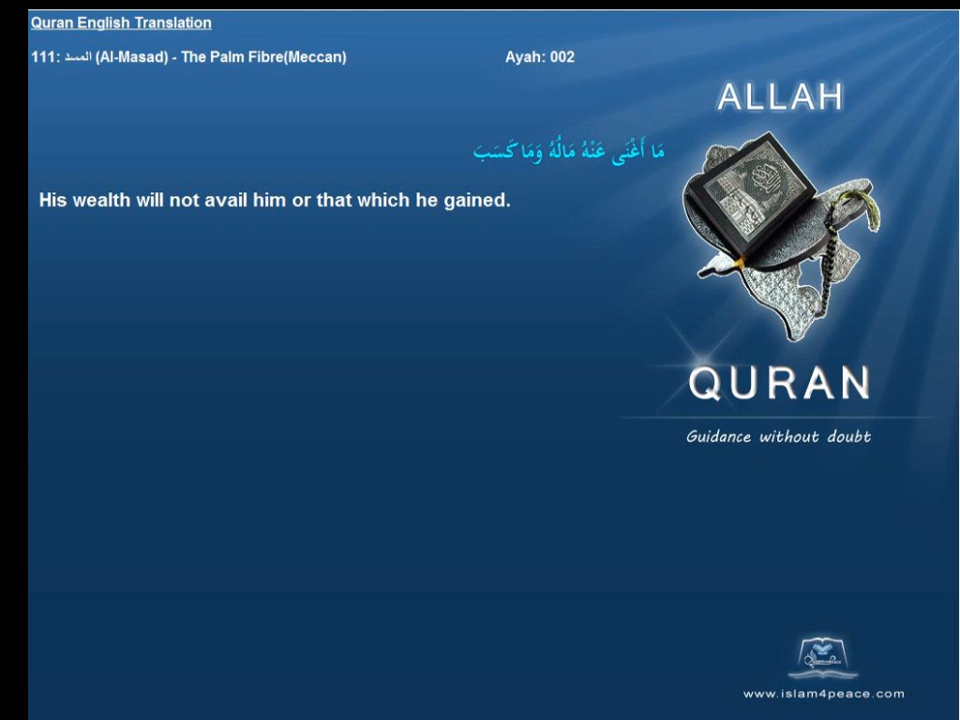 Quran English Translation
111: المسد (Al-Masad) - The Palm Fibre(Meccan) Ayah: 002
ALLAH
مَا أَغْنَى عَنْهُ مَالُهُ وَمَا كَسَبَ
His wealth will not avail him or that which he gained.
QURAN
Guidance without doubt
www.islam4peace.com